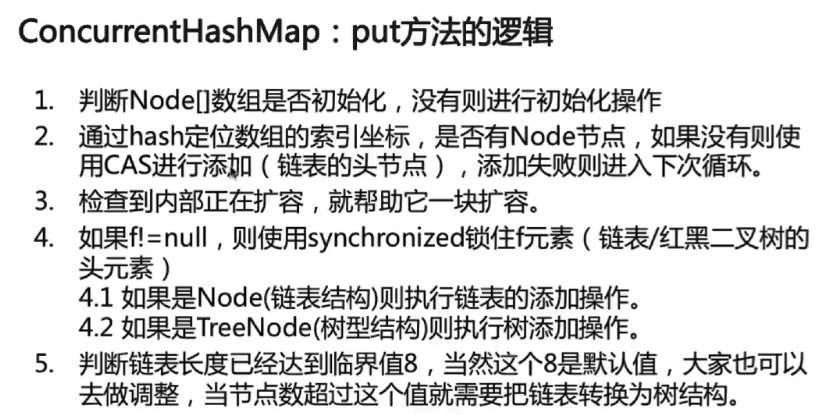 ConcurrentHashMap：put方法的逻辑
1. 判断Node[]数组是否初始化，没有则进行初始化操作
2. 通过hash定位数组的索引坐标，是否有Node节点，如果没有则使
用CAS进行添加（链表的头节点），添加失败则进入下次循环。
3. 检查到内部正在扩容，就帮助它一块扩容。
4. 如果f!=null，则使用synchronized锁住f元素（链表/红黑二叉树的
头元素）
4.1 如果是Node(链表结构)则执行链表的添加操作。
4.2 如果是TreeNode(树型结构)则执行树添加操作。
5. 判断链表长度已经达到临界值8，当然这个8是默认值，大家也可以
去做调整，当节点数超过这个值就需要把链表转换为树结构。